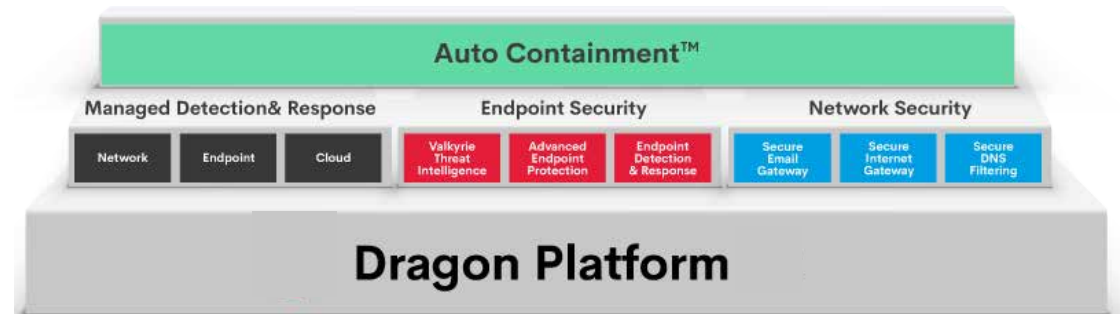 Auto Containment™
Managed Detection& Response
Endpoint Security
Network Security
Network
Endpoint
Cloud
Valkyrie
Threat
Intelligence
Advanced
Endpoint
Protection
Endpoint
Detection
& Response
Secure
Email
Gateway
Secure
Internet
Gateway
Secure
DNS
Filtering
Dragon Platform